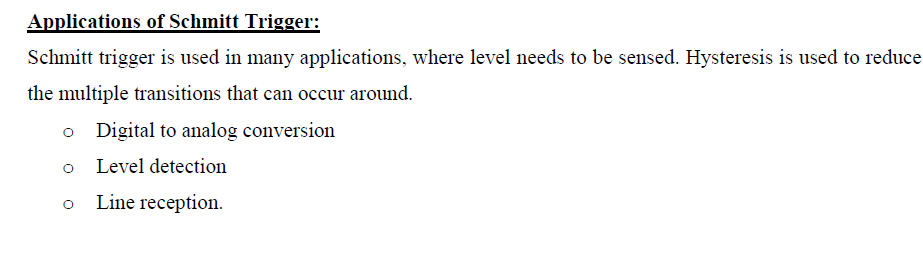 Applications of Schmitt Trigger:
Schmitt trigger is used in many applications, where level needs to be sensed. Hysteresis is used to reduce
the multiple transitions that can occur around.
o Digital to analog conversion
o Level detection
o Line reception.